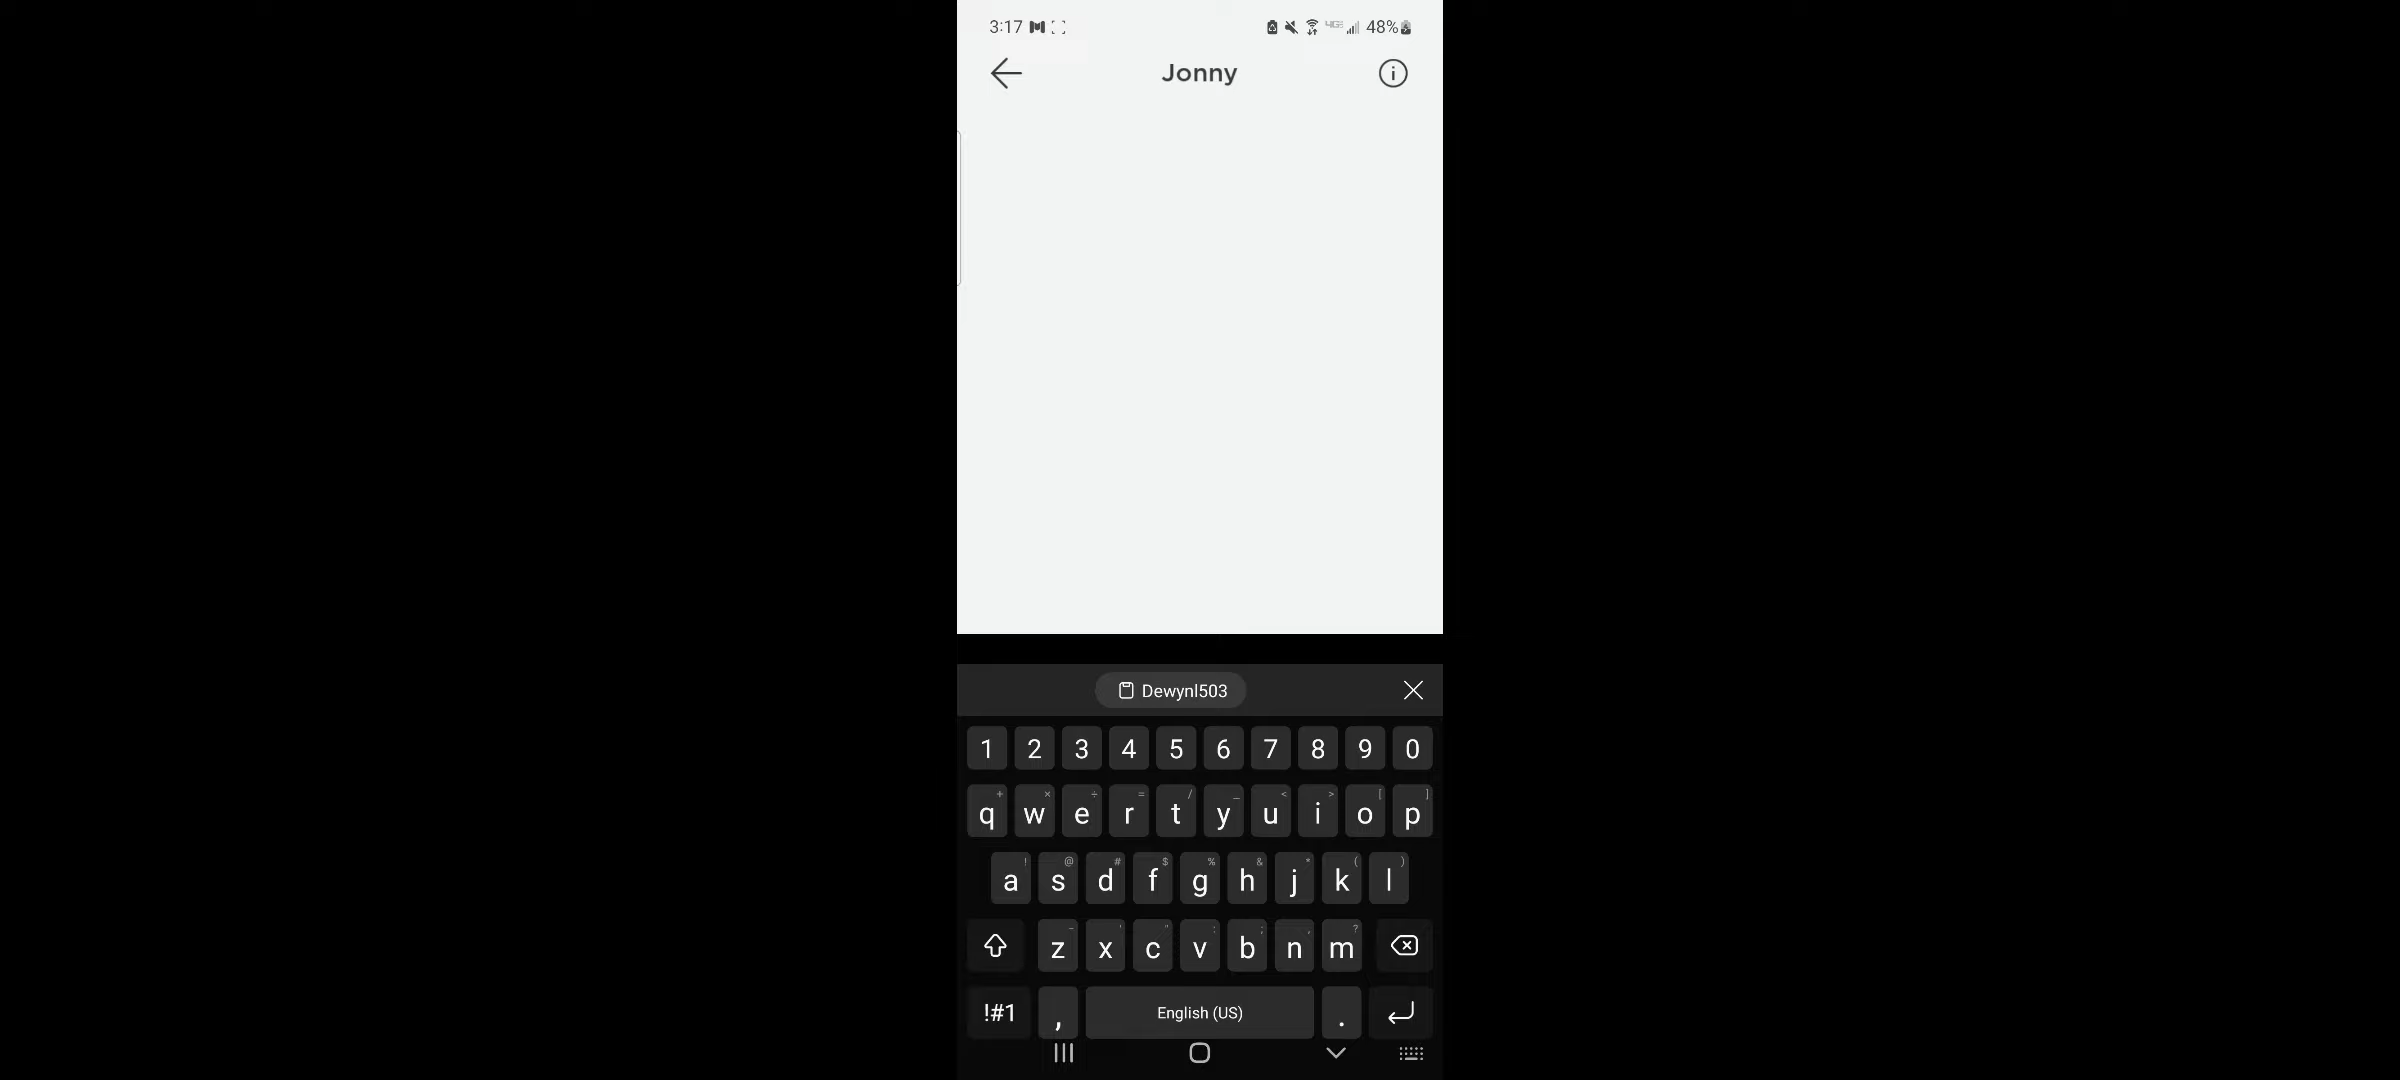 3:17 48%
Jonny
Dewynl503
1 2 3 4 5 6 7 8 9 0
+ × ÷ = / _ < > [ ]
q w e r t y u i o p
! @ # $ % & * ( )
a s d f g h j k l
- ' " : ; , ?
z x c v b n m
!#1 , English (US) .